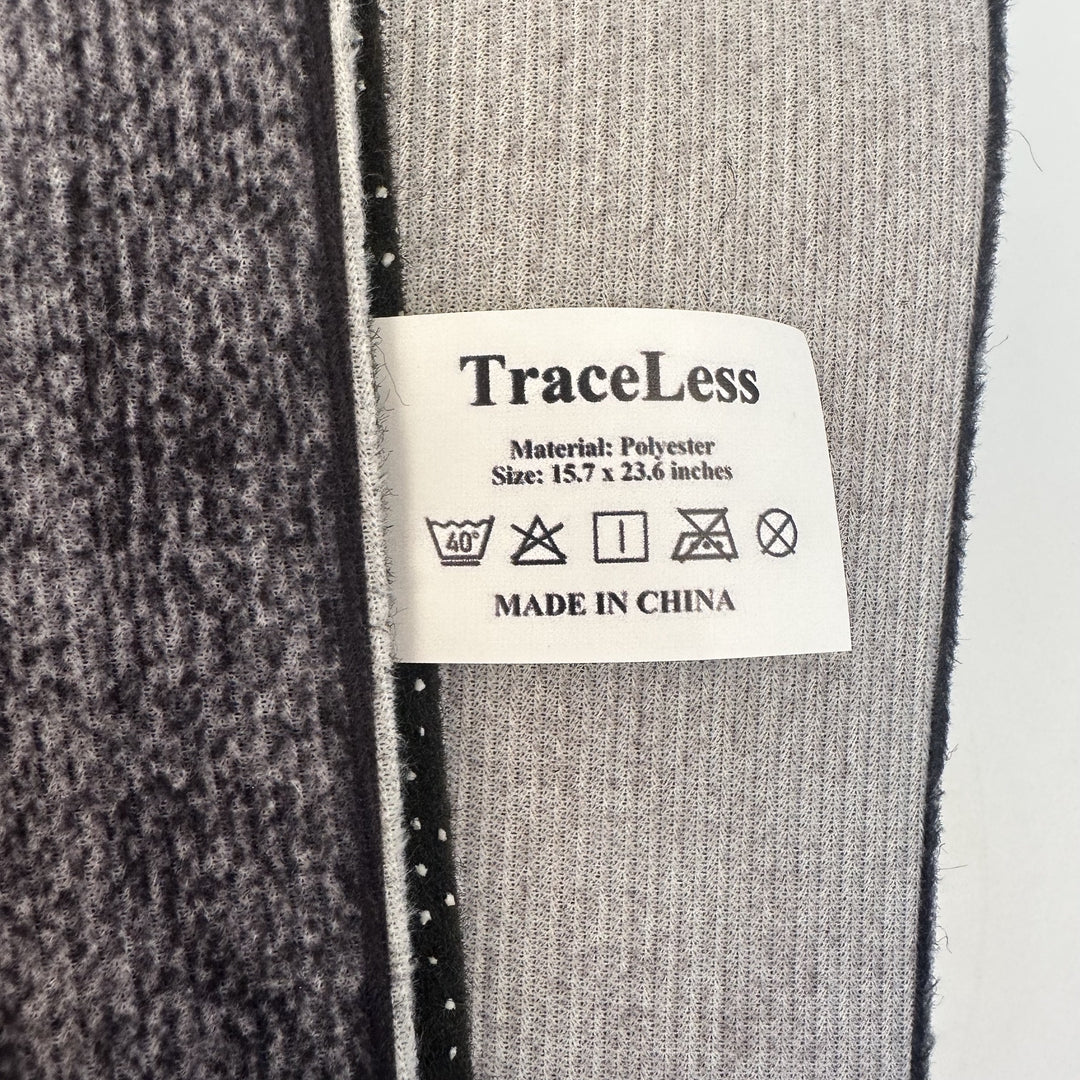 TraceLess
Material: Polyester
Size: 15.7 x 23.6 inches
40°
MADE IN CHINA